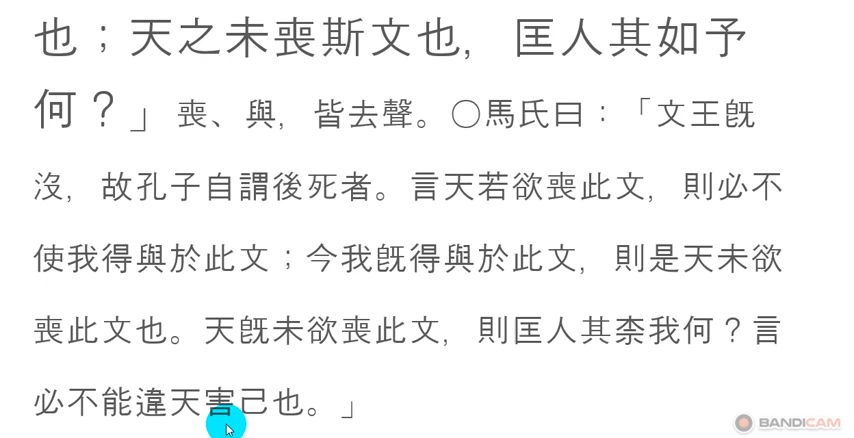 也；天之未喪斯文也，匡人其如予
何？」喪、與，皆去聲。〇馬氏曰：「文王旣
沒，故孔子自謂後死者。言天若欲喪此文，則必不
使我得與於此文；今我旣得與於此文，則是天未欲
喪此文也。天旣未欲喪此文，則匡人其柰我何？言
必不能違天害己也。」
BANDICAM